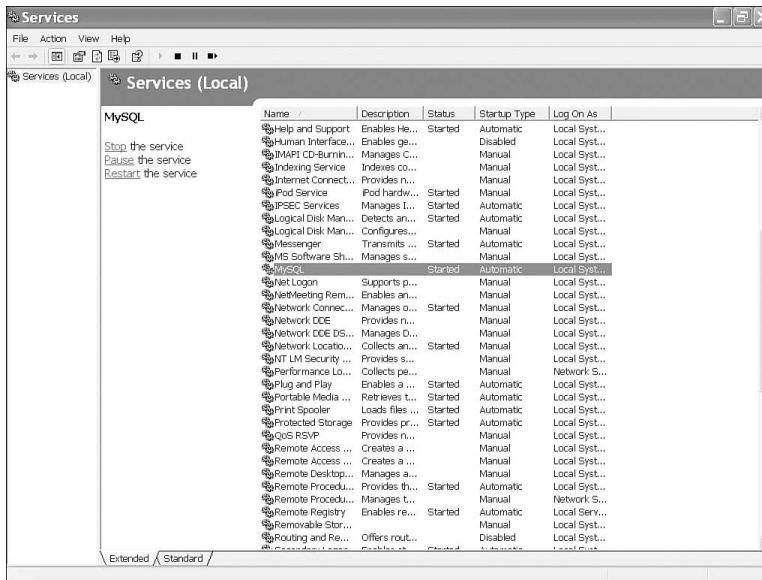 Services
File Action View Help
Services (Local)
Services (Local)
MySQL
Stop the service
Pause the service
Restart the service
Name Description Status Startup Type Log On As
Help and Support Enables He... Started Automatic Local Syst...
Human Interface... Enables ge... Disabled Local Syst...
IMAPI CD-Burnin... Manages C... Manual Local Syst...
Indexing Service Indexes co... Manual Local Syst...
Internet Connect... Provides n... Manual Local Syst...
iPod Service iPod hardw... Started Manual Local Syst...
IPSEC Services Manages I... Started Automatic Local Syst...
Logical Disk Man... Detects an... Started Automatic Local Syst...
Logical Disk Man... Configures... Manual Local Syst...
Messenger Transmits ... Started Automatic Local Syst...
MS Software Sh... Manages s... Manual Local Syst...
MySQL Started Automatic Local Syst...
Net Logon Supports p... Manual Local Syst...
NetMeeting Rem... Enables an... Manual Local Syst...
Network Connec... Manages o... Started Manual Local Syst...
Network DDE Provides n... Manual Local Syst...
Network DDE DS... Manages D... Manual Local Syst...
Network Locatio... Collects an... Started Manual Local Syst...
NT LM Security ... Provides s... Manual Local Syst...
Performance Lo... Collects pe... Manual Network S...
Plug and Play Enables a ... Started Automatic Local Syst...
Portable Media ... Retrieves t... Started Automatic Local Syst...
Print Spooler Loads files ... Started Automatic Local Syst...
Protected Storage Provides pr... Started Automatic Local Syst...
QoS RSVP Provides n... Manual Local Syst...
Remote Access ... Creates a ... Manual Local Syst...
Remote Access ... Creates a ... Manual Local Syst...
Remote Desktop... Manages a... Manual Local Syst...
Remote Procedu... Provides th... Started Automatic Local Syst...
Remote Procedu... Manages t... Manual Network S...
Remote Registry Enables re... Started Automatic Local Serv...
Removable Stor... Manual Local Syst...
Routing and Re... Offers rout... Disabled Local Syst...
Extended Standard